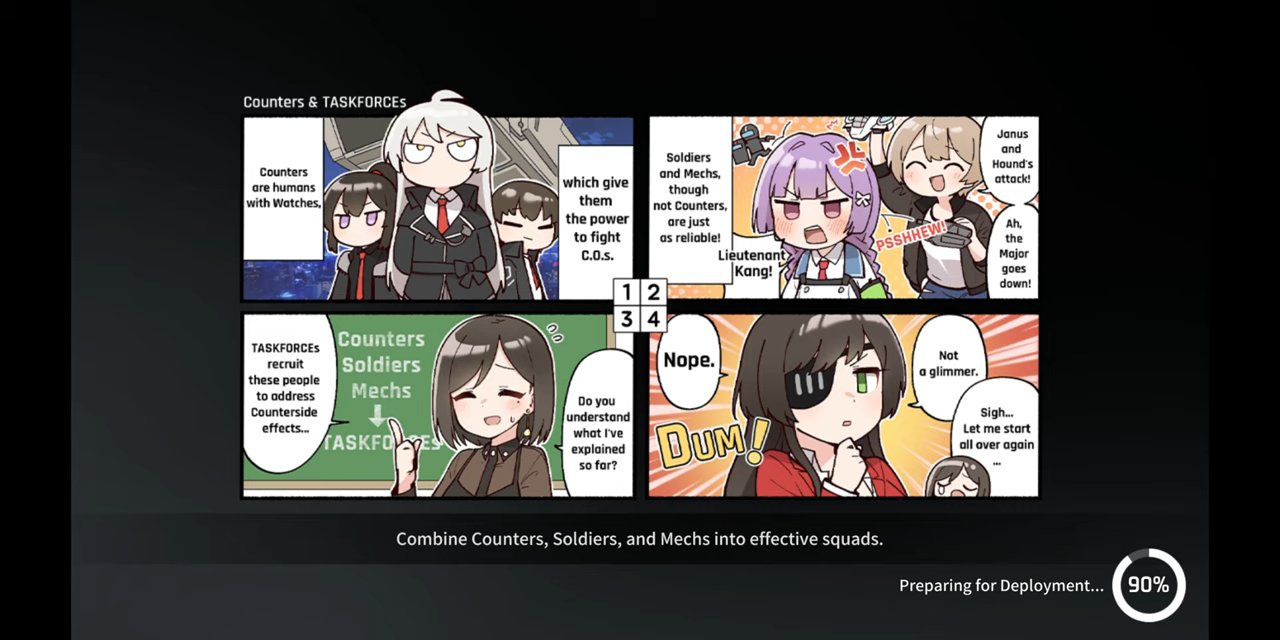 Counters & TASKFORCEs
Counters
are humans
with Watches,
which give
them
the power
to fight
C.O.s.
Soldiers
and Mechs,
though
not Counters,
are just
as reliable!
Lieutenant
Kang!
PSSHHEW!
Janus
and
Hound's
attack!
Ah,
the
Major
goes
down!
1 2
3 4
TASKFORCEs
recruit
these people
to address
Counterside
effects...
Counters
Soldiers
Mechs
TASKFORCEs
Do you
understand
what I've
explained
so far?
Nope.
DUM!
Not
a glimmer.
Sigh...
Let me start
all over again
...
Combine Counters, Soldiers, and Mechs into effective squads.
Preparing for Deployment...
90%